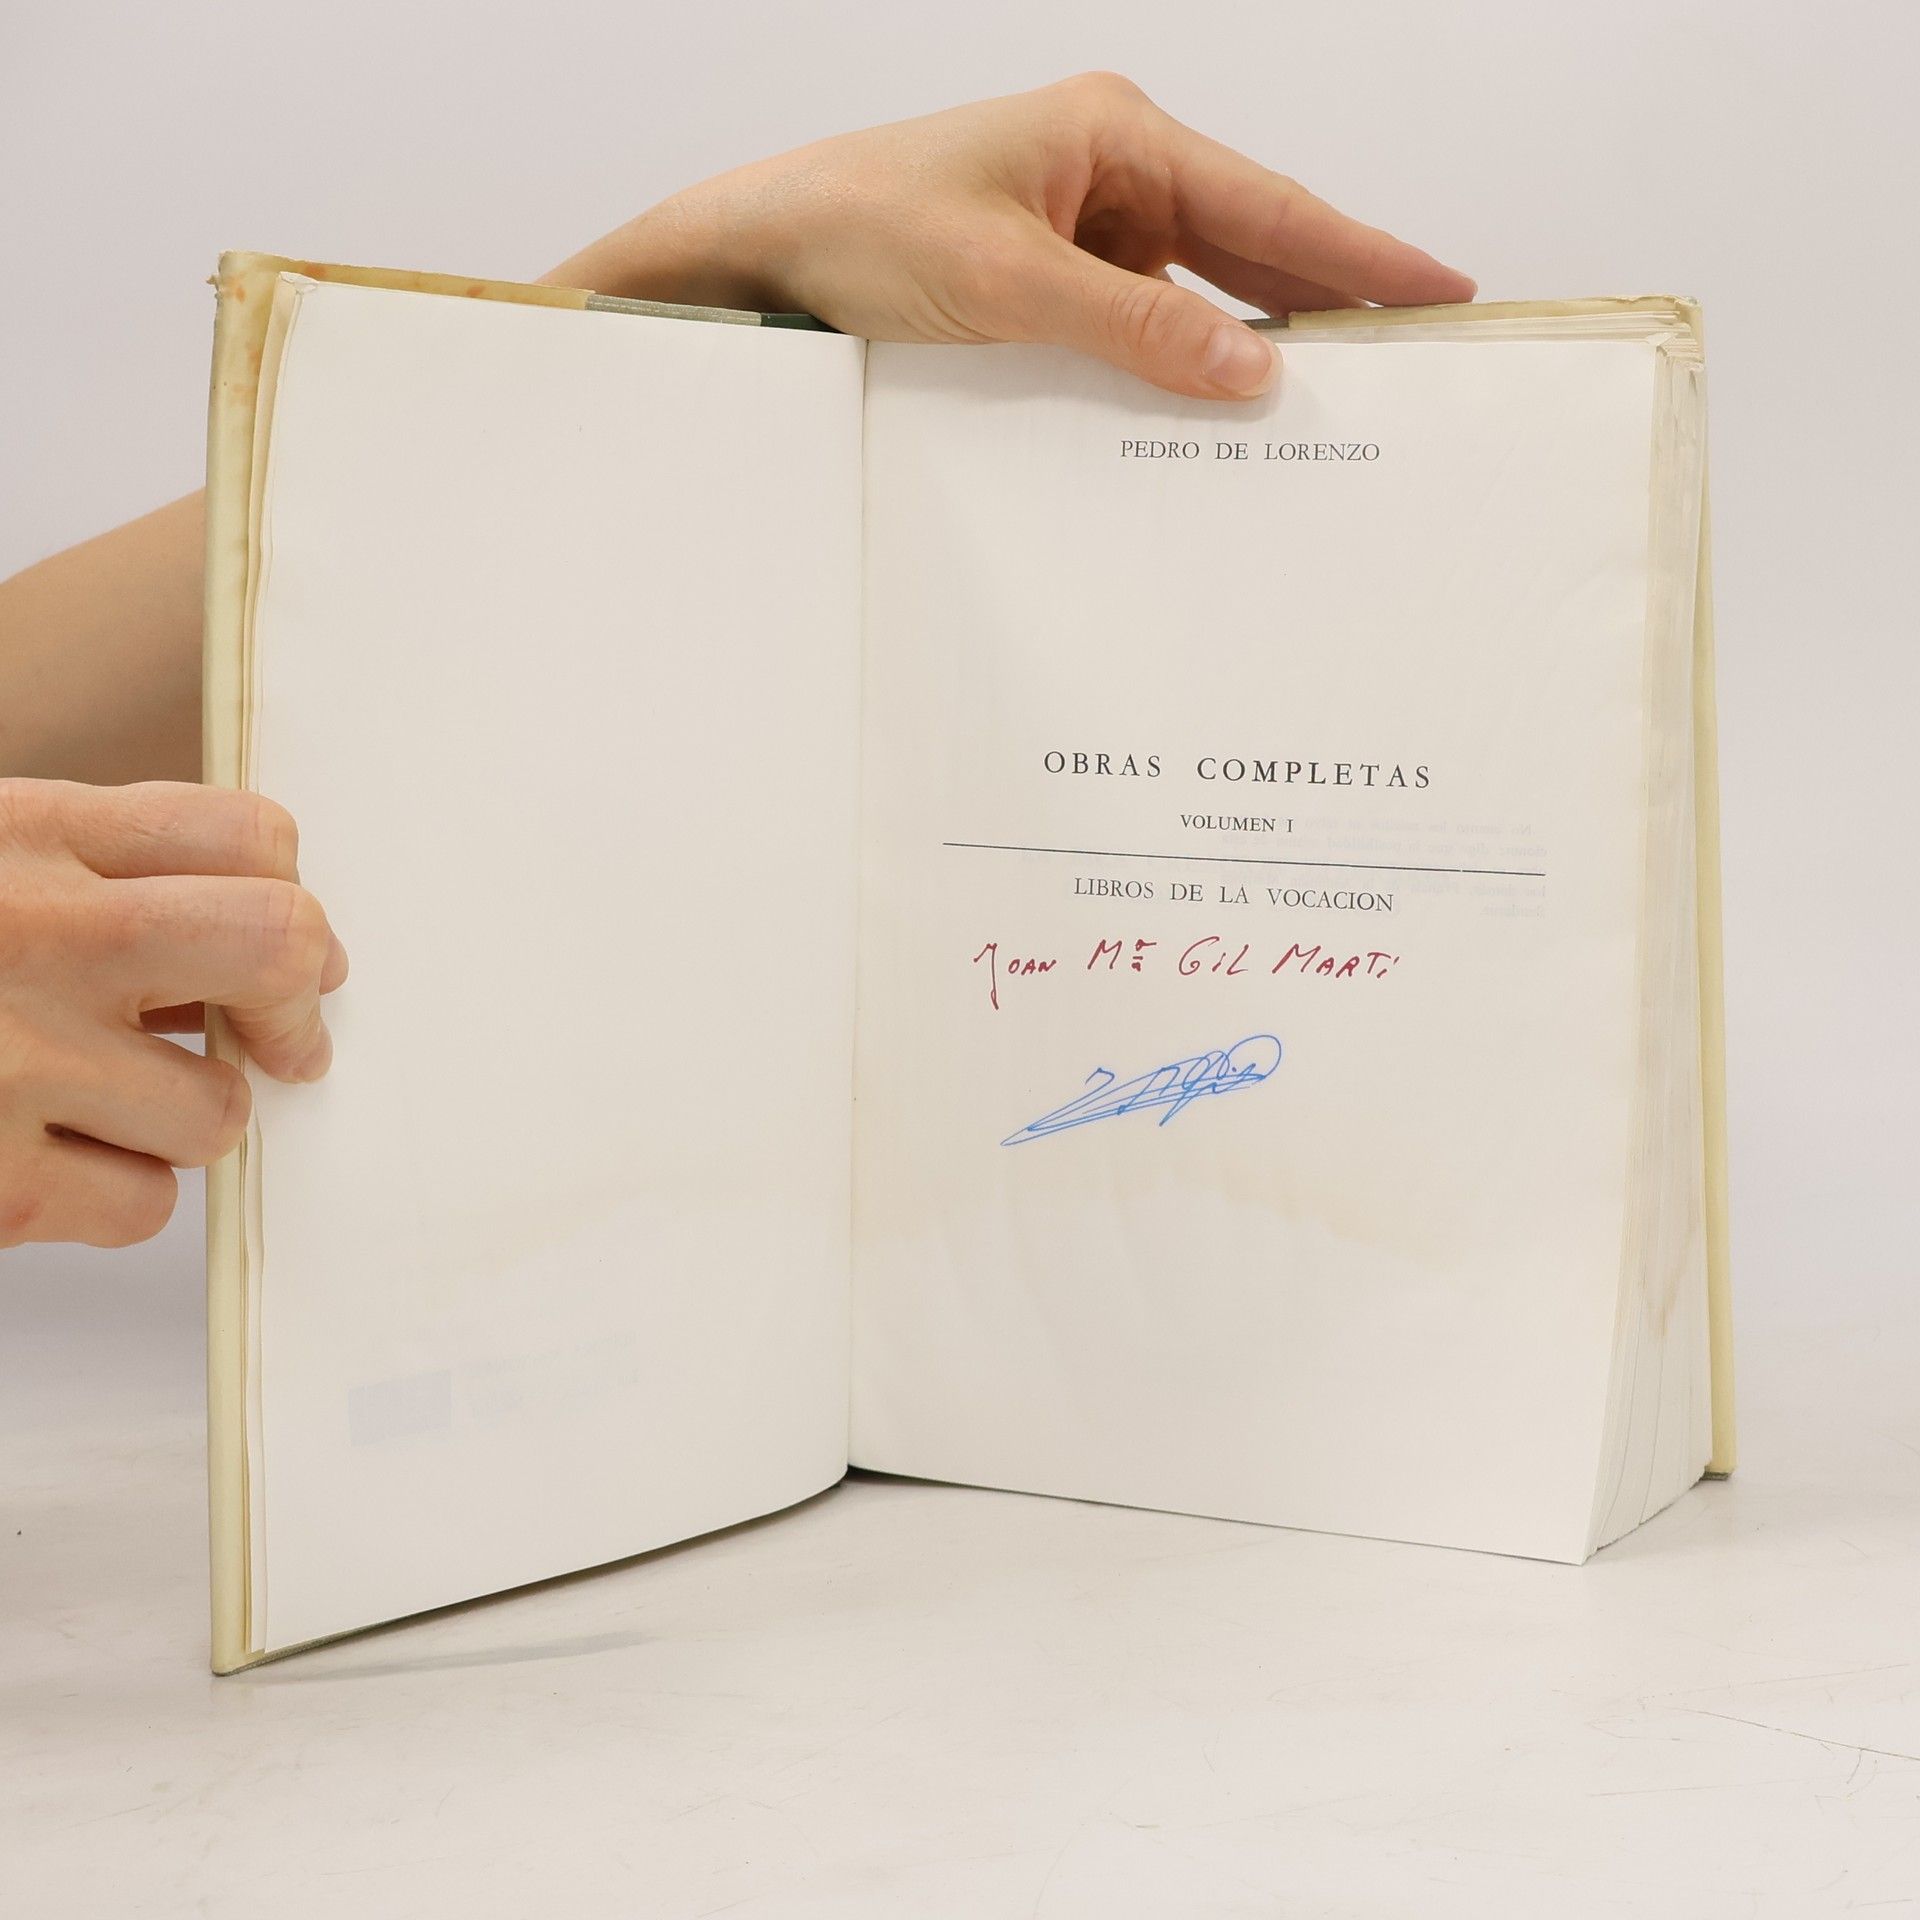 PEDRO DE LORENZO
OBRAS COMPLETAS
VOLUMEN I
LIBROS DE LA VOCACION
JOAN Mª GIL MARTÍ